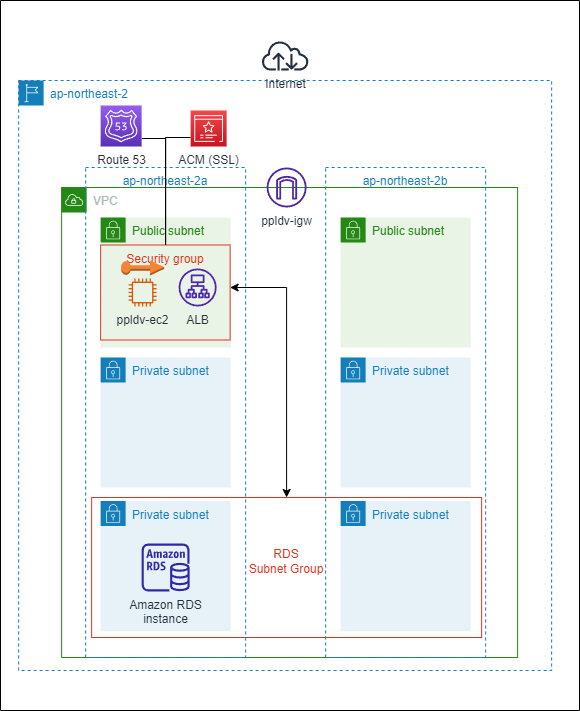 Internet
ap-northeast-2
53
Route 53
ACM (SSL)
ap-northeast-2a
ap-northeast-2b
VPC
ppldv-igw
Public subnet
Public subnet
Security group
ppldv-ec2
ALB
Private subnet
Private subnet
Private subnet
Private subnet
Amazon
RDS
RDS
Subnet Group
Amazon RDS
instance